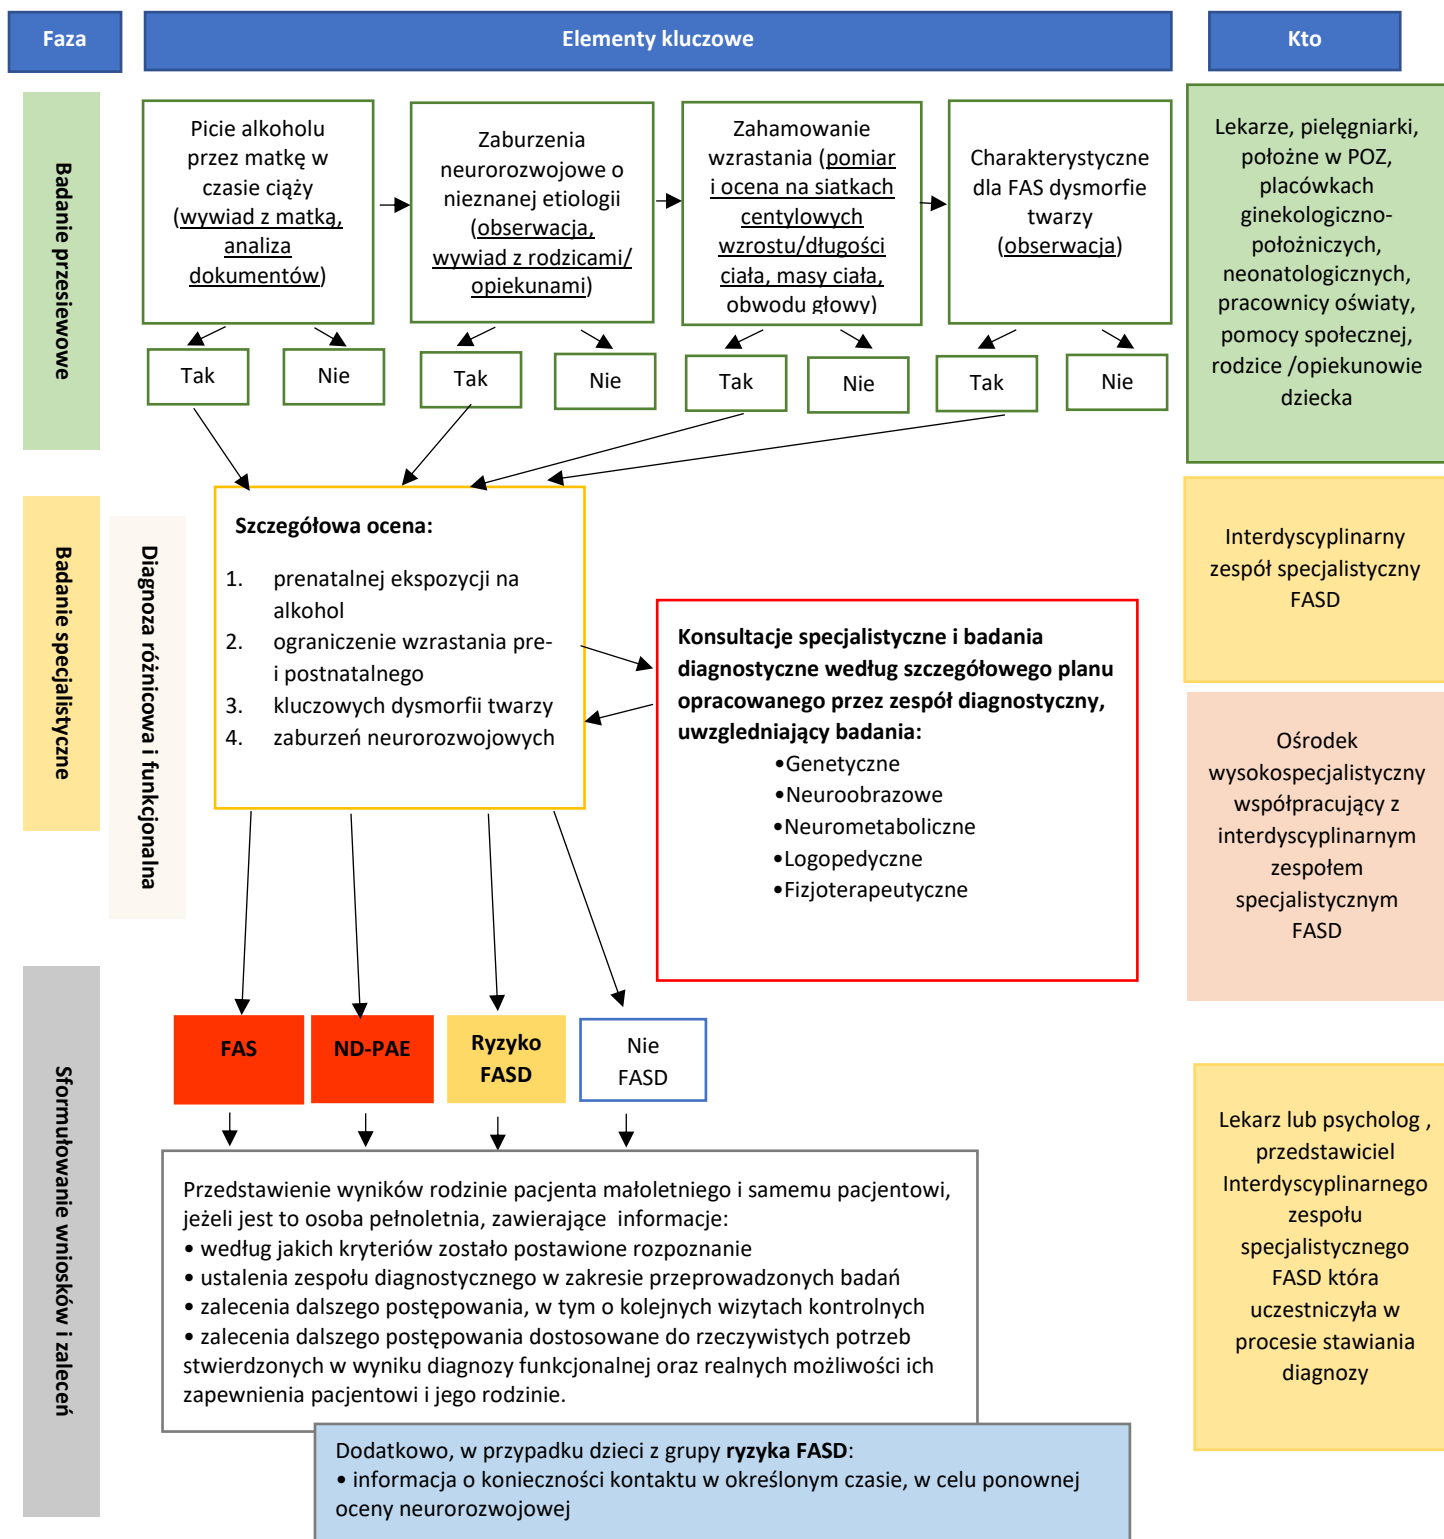 Faza
Elementy kluczowe
Kto
Badanie przesiewowe
Picie alkoholu
przez matkę w
czasie ciąży
(wywiad z matką,
analiza
dokumentów)
Zaburzenia
neurorozwojowe o
nieznanej etiologii
(obserwacja,
wywiad z rodzicami/
opiekunami)
Zahamowanie
wzrastania (pomiar
i ocena na siatkach
centylowych
wzrostu/długości
ciała, masy ciała,
obwodu głowy)
Charakterystyczne
dla FAS dysmorfie
twarzy
(obserwacja)
Tak
Nie
Tak
Nie
Tak
Nie
Tak
Nie
Lekarze, pielęgniarki,
położne w POZ,
placówkach
ginekologiczno-
położniczych,
neonatologicznych,
pracownicy oświaty,
pomocy społecznej,
rodzice /opiekunowie
dziecka
Badanie specjalistyczne
Diagnoza różnicowa i funkcjonalna
Szczegółowa ocena:
1. prenatalnej ekspozycji na
alkohol
2. ograniczenie wzrastania pre-
i postnatalnego
3. kluczowych dysmorfii twarzy
4. zaburzeń neurorozwojowych
Konsultacje specjalistyczne i badania
diagnostyczne według szczegółowego planu
opracowanego przez zespół diagnostyczny,
uwzgledniający badania:
•Genetyczne
•Neuroobrazowe
•Neurometaboliczne
•Logopedyczne
•Fizjoterapeutyczne
Interdyscyplinarny
zespół specjalistyczny
FASD
Ośrodek
wysokospecjalistyczny
współpracujący z
interdyscyplinarnym
zespołem
specjalistycznym
FASD
Sformułowanie wniosków i zaleceń
FAS
ND-PAE
Ryzyko
FASD
Nie
FASD
Przedstawienie wyników rodzinie pacjenta małoletniego i samemu pacjentowi,
jeżeli jest to osoba pełnoletnia, zawierające informacje:
• według jakich kryteriów zostało postawione rozpoznanie
• ustalenia zespołu diagnostycznego w zakresie przeprowadzonych badań
• zalecenia dalszego postępowania, w tym o kolejnych wizytach kontrolnych
• zalecenia dalszego postępowania dostosowane do rzeczywistych potrzeb
stwierdzonych w wyniku diagnozy funkcjonalnej oraz realnych możliwości ich
zapewnienia pacjentowi i jego rodzinie.
Dodatkowo, w przypadku dzieci z grupy ryzyka FASD:
• informacja o konieczności kontaktu w określonym czasie, w celu ponownej
oceny neurorozwojowej
Lekarz lub psycholog ,
przedstawiciel
Interdyscyplinarnego
zespołu
specjalistycznego
FASD która
uczestniczyła w
procesie stawiania
diagnozy